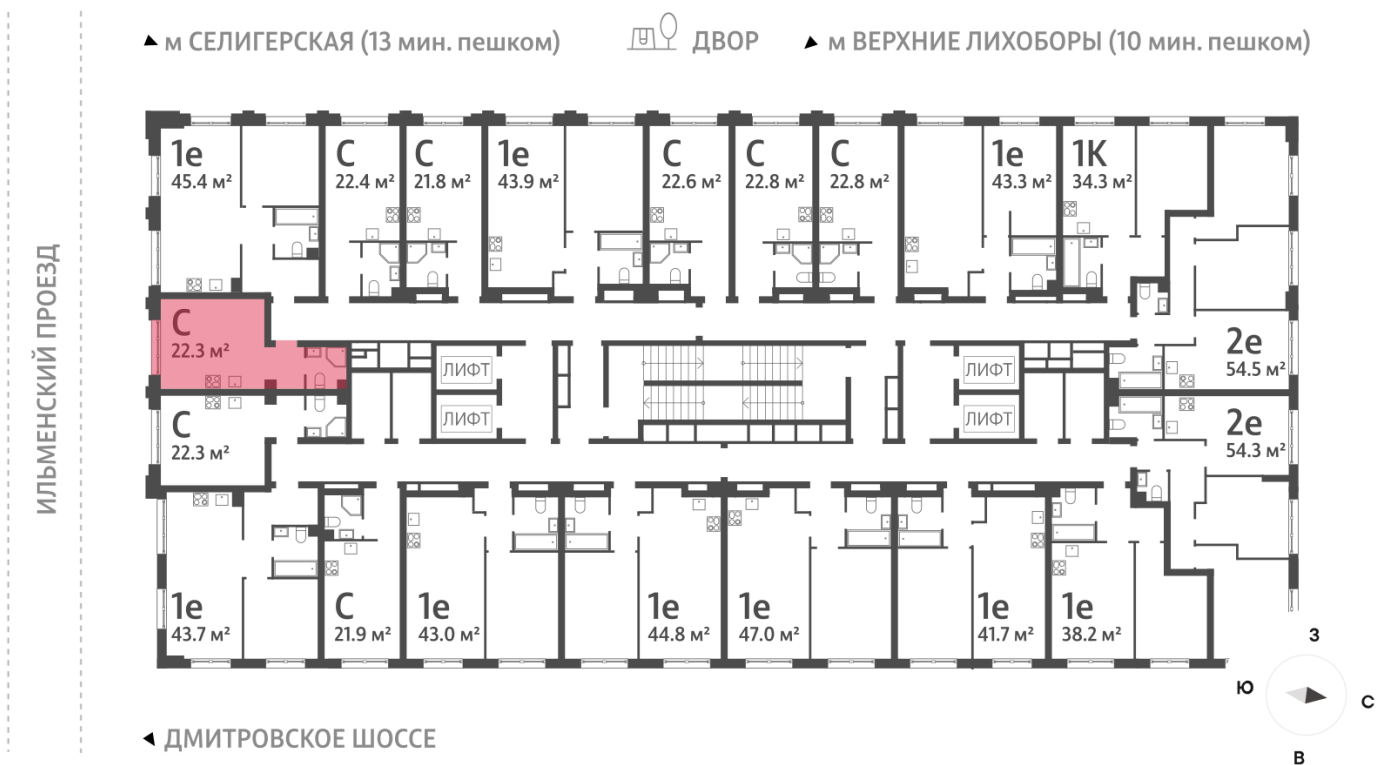 м СЕЛИГЕРСКАЯ (13 мин. пешком)
ДВОР
м ВЕРХНИЕ ЛИХОБОРЫ (10 мин. пешком)
ИЛЬМЕНСКИЙ ПРОЕЗД
1е
45.4 м²
С
22.4 м²
С
21.8 м²
1е
43.9 м²
С
22.6 м²
С
22.8 м²
С
22.8 м²
1е
43.3 м²
1К
34.3 м²
С
22.3 м²
ЛИФТ
ЛИФТ
2е
54.5 м²
С
22.3 м²
ЛИФТ
ЛИФТ
2е
54.3 м²
1е
43.7 м²
С
21.9 м²
1е
43.0 м²
1е
44.8 м²
1е
47.0 м²
1е
41.7 м²
1е
38.2 м²
З
Ю
С
В
ДМИТРОВСКОЕ ШОССЕ